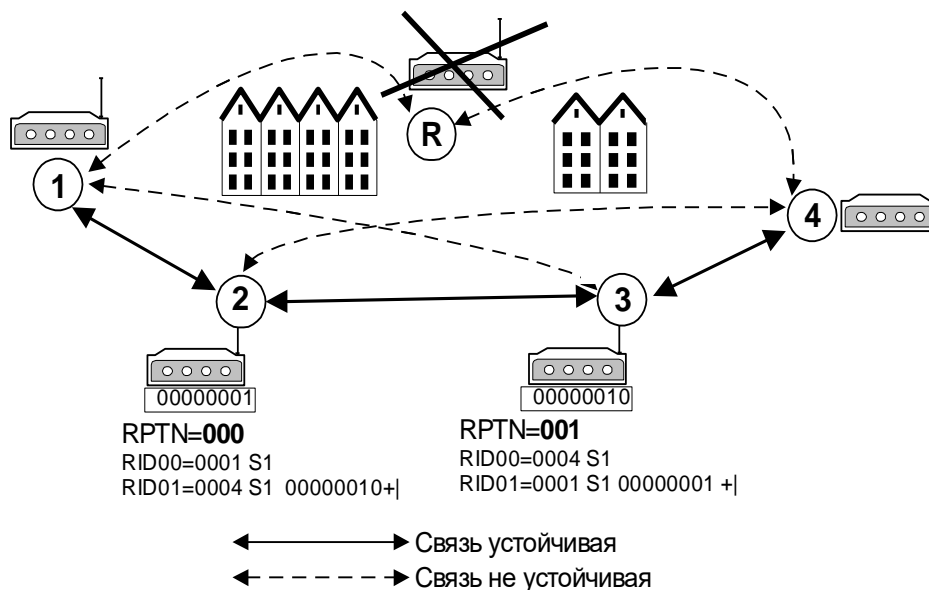 R
1
4
2
3
00000001
00000010
RPTN=000
RID00=0001 S1
RID01=0004 S1 00000010+|
RPTN=001
RID00=0004 S1
RID01=0001 S1 00000001 +|
Связь устойчивая
Связь не устойчивая